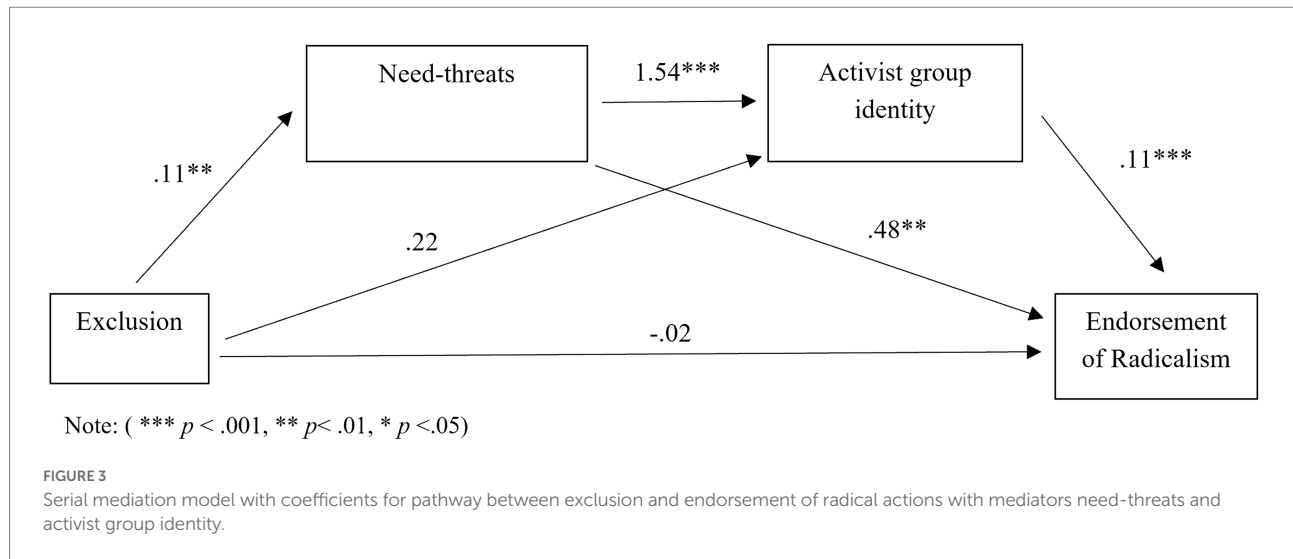 Need-threats
1.54***
Activist group
identity
.11**
.11***
.22
.48**
Exclusion
-.02
Endorsement
of Radicalism
Note: ( *** p < .001, ** p< .01, * p <.05)
FIGURE 3
Serial mediation model with coefficients for pathway between exclusion and endorsement of radical actions with mediators need-threats and
activist group identity.